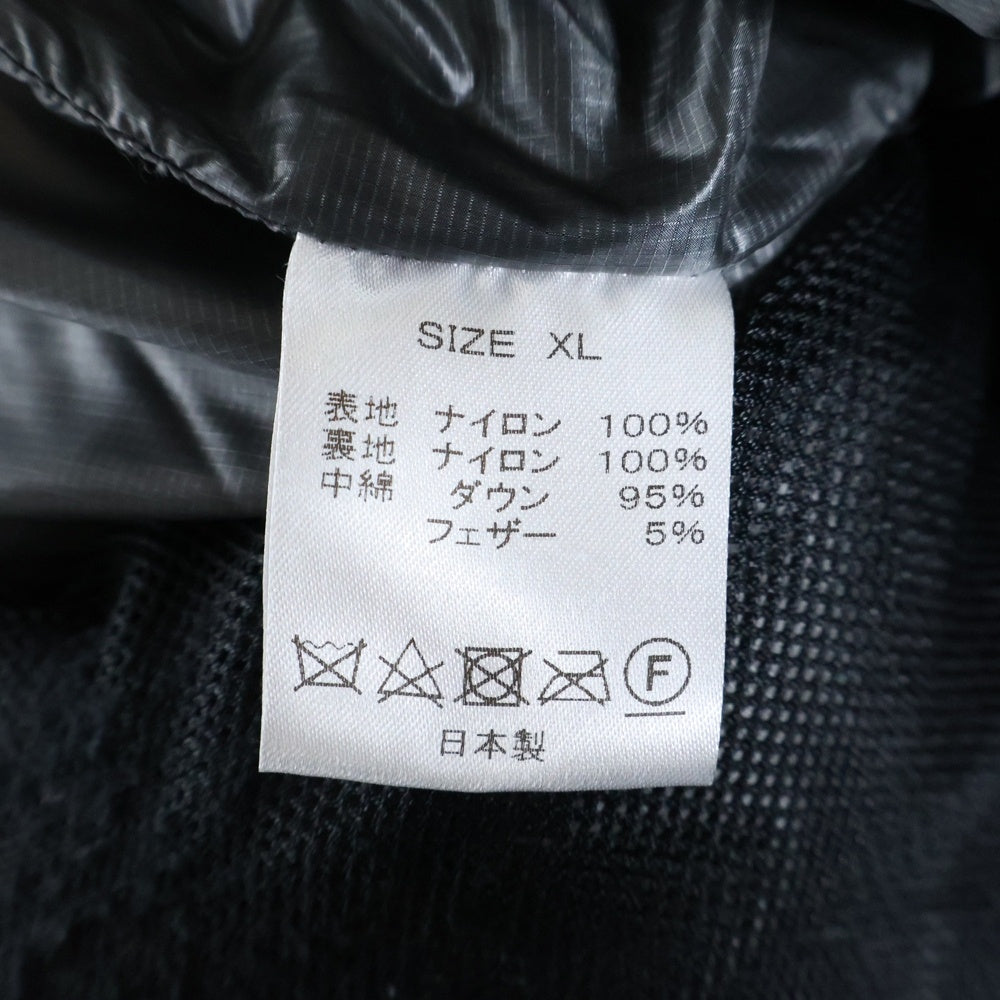 SIZE XL
表地 ナイロン 100%
裏地 ナイロン 100%
中綿 ダウン 95%
フェザー 5%
F
日本製